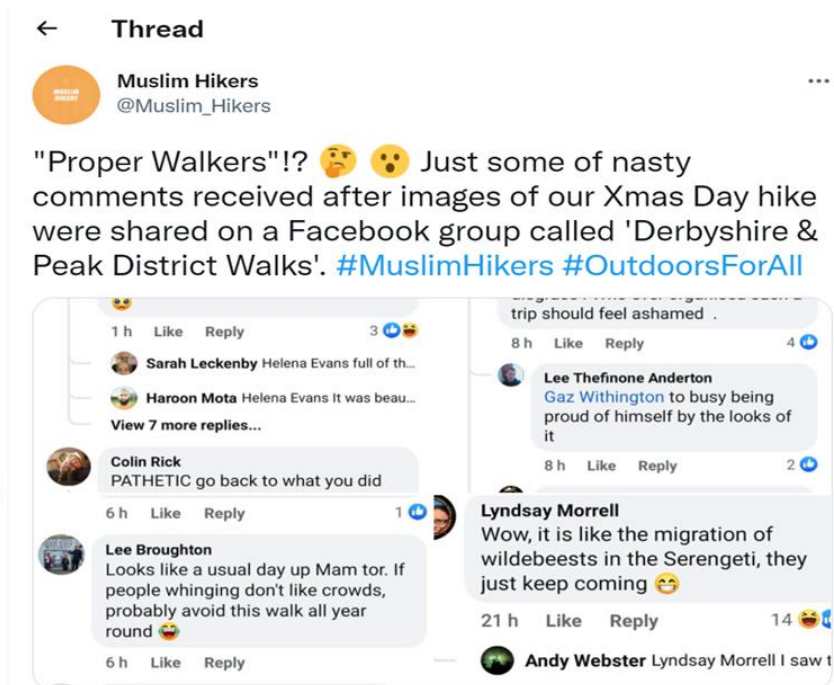 Thread
MUSLIM
HIKERS
Muslim Hikers
@Muslim_Hikers
"Proper Walkers"!? 🤔 😮 Just some of nasty
comments received after images of our Xmas Day hike
were shared on a Facebook group called 'Derbyshire &
Peak District Walks'. #MuslimHikers #OutdoorsForAll
1 h Like Reply 3
Sarah Leckenby Helena Evans full of th...
Haroon Mota Helena Evans It was beau...
View 7 more replies...
Colin Rick
PATHETIC go back to what you did
6 h Like Reply 1
Lee Broughton
Looks like a usual day up Mam tor. If
people whinging don't like crowds,
probably avoid this walk all year
round 😂
6 h Like Reply
trip should feel ashamed .
8 h Like Reply 4
Lee Thefinone Anderton
Gaz Withington to busy being
proud of himself by the looks of
it
8 h Like Reply 2
Lyndsay Morrell
Wow, it is like the migration of
wildebeests in the Serengeti, they
just keep coming 😁
21 h Like Reply 14
Andy Webster Lyndsay Morrell I saw t